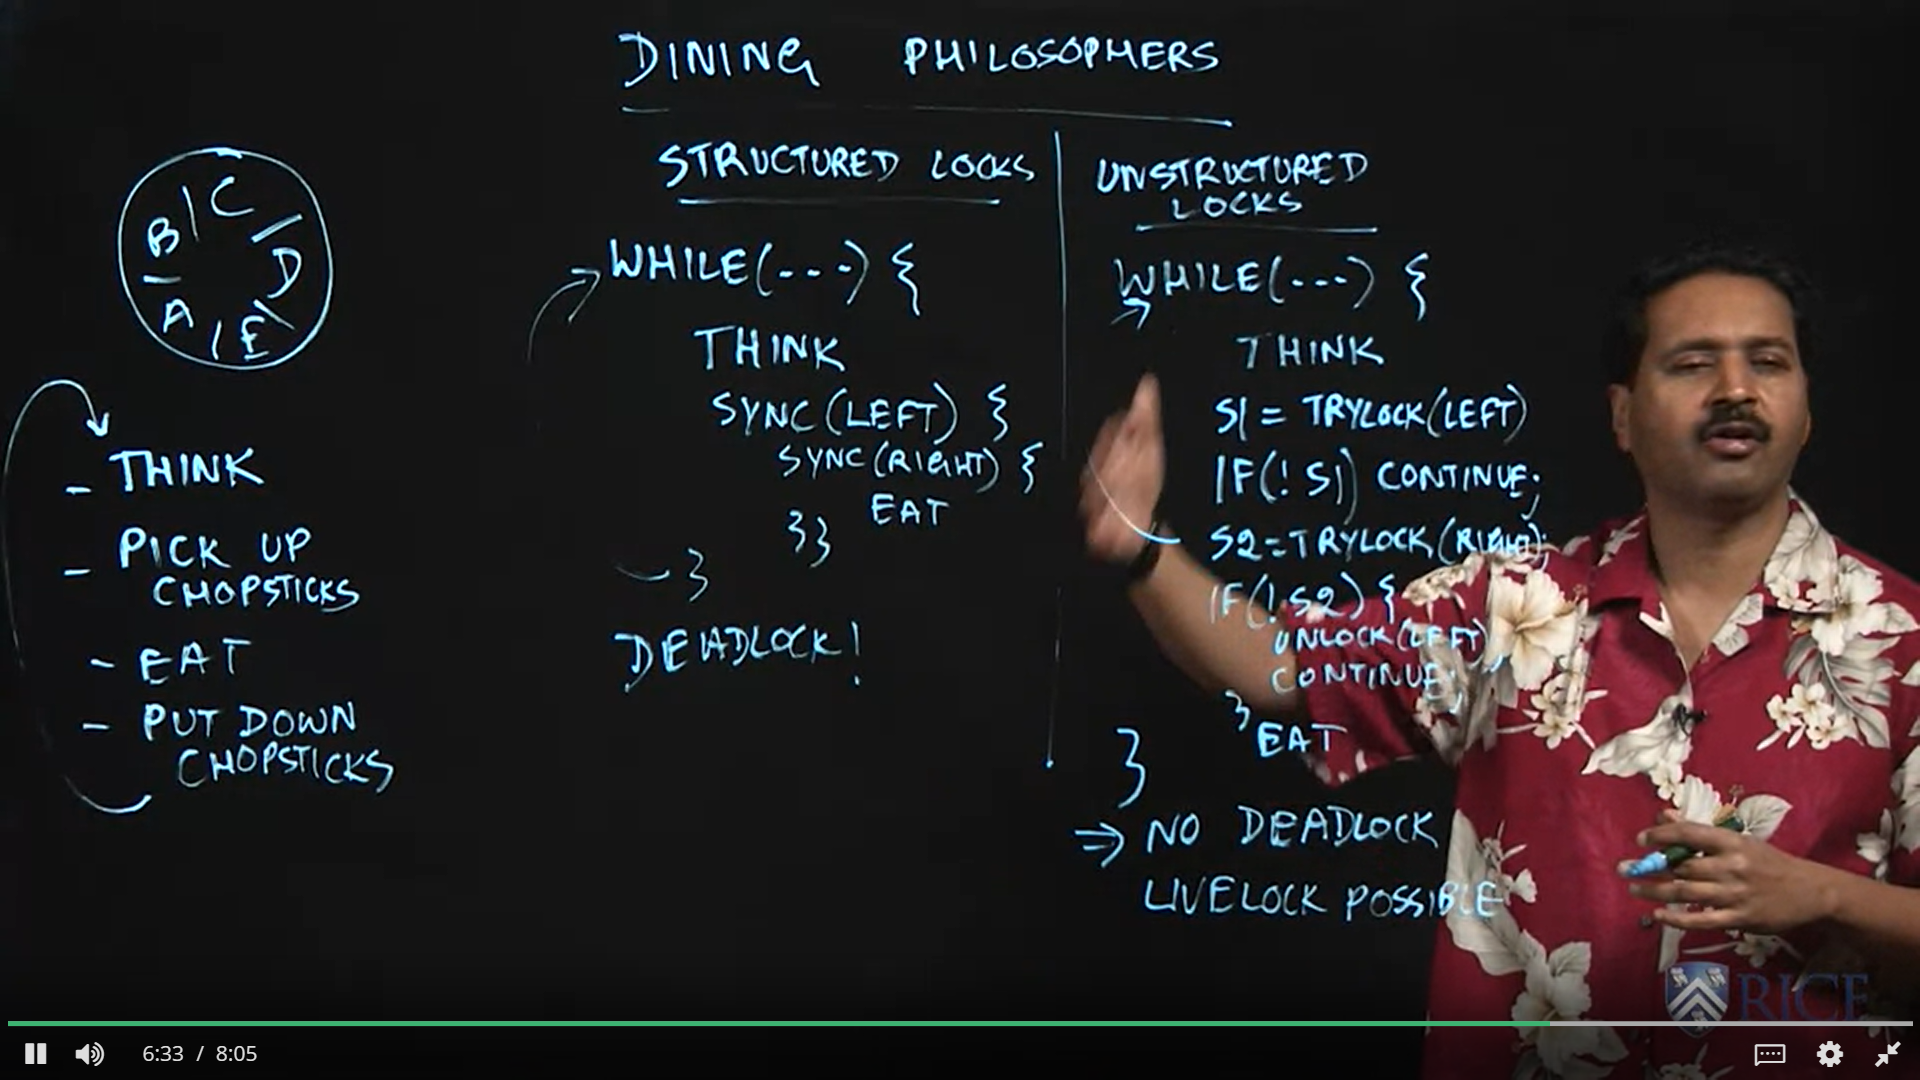 DINING PHILOSOPHERS
B C
D
A E
- THINK
- PICK UP
CHOPSTICKS
- EAT
- PUT DOWN
CHOPSTICKS
STRUCTURED LOCKS
WHILE(---) {
THINK
SYNC(LEFT) {
SYNC(RIGHT) {
EAT
}}
}
DEADLOCK!
UNSTRUCTURED
LOCKS
WHILE(---) {
THINK
S1 = TRYLOCK(LEFT)
IF(! S1) CONTINUE;
S2=TRYLOCK(RIGHT);
IF(!S2) {
UNLOCK(LEFT);
CONTINUE;
}
EAT
}
⇒ NO DEADLOCK
LIVELOCK POSSIBLE
RICE
6:33 / 8:05